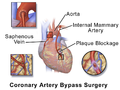 Aorta
Internal Mammary
Artery
Saphenous
Vein
Plaque Blockage
Coronary Artery Bypass Surgery